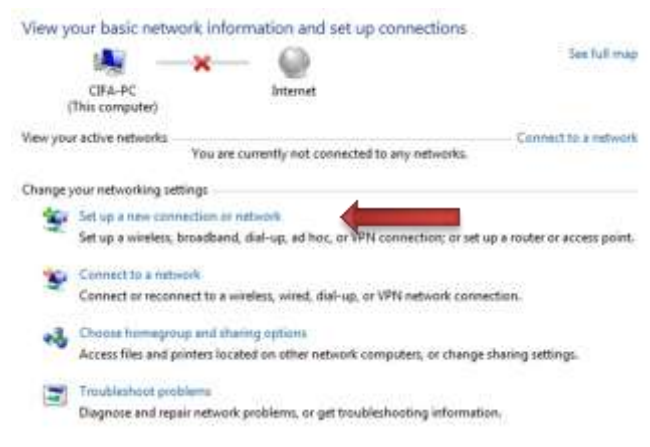 View your basic network information and set up connections
See full map
CIFA-PC
(This computer)
Internet
View your active networks
Connect to a network
You are currently not connected to any networks.
Change your networking settings
Set up a new connection or network
Set up a wireless, broadband, dial-up, ad hoc, or VPN connection; or set up a router or access point.
Connect to a network
Connect or reconnect to a wireless, wired, dial-up, or VPN network connection.
Choose homegroup and sharing options
Access files and printers located on other network computers, or change sharing settings.
Troubleshoot problems
Diagnose and repair network problems, or get troubleshooting information.